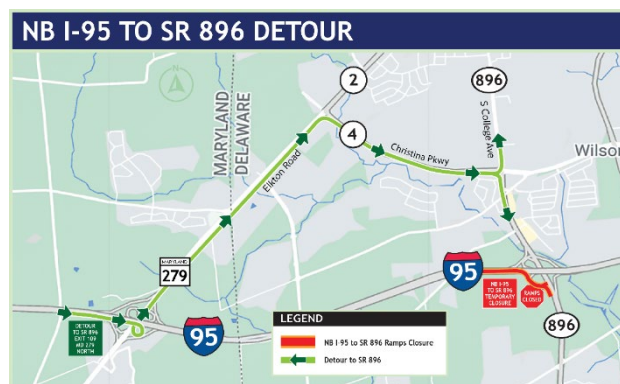 NB I-95 TO SR 896 DETOUR
N
MARYLAND
DELAWARE
2
896
4
S College Ave
Christina Pkwy
Wilson
Elkton Road
MARYLAND
279
95
NB I-95
TO SR 896
TEMPORARY
CLOSURE
RAMPS
CLOSED
DETOUR
TO SR 896
EXIT 109
MD 279
NORTH
95
896
LEGEND
NB I-95 to SR 896 Ramps Closure
Detour to SR 896